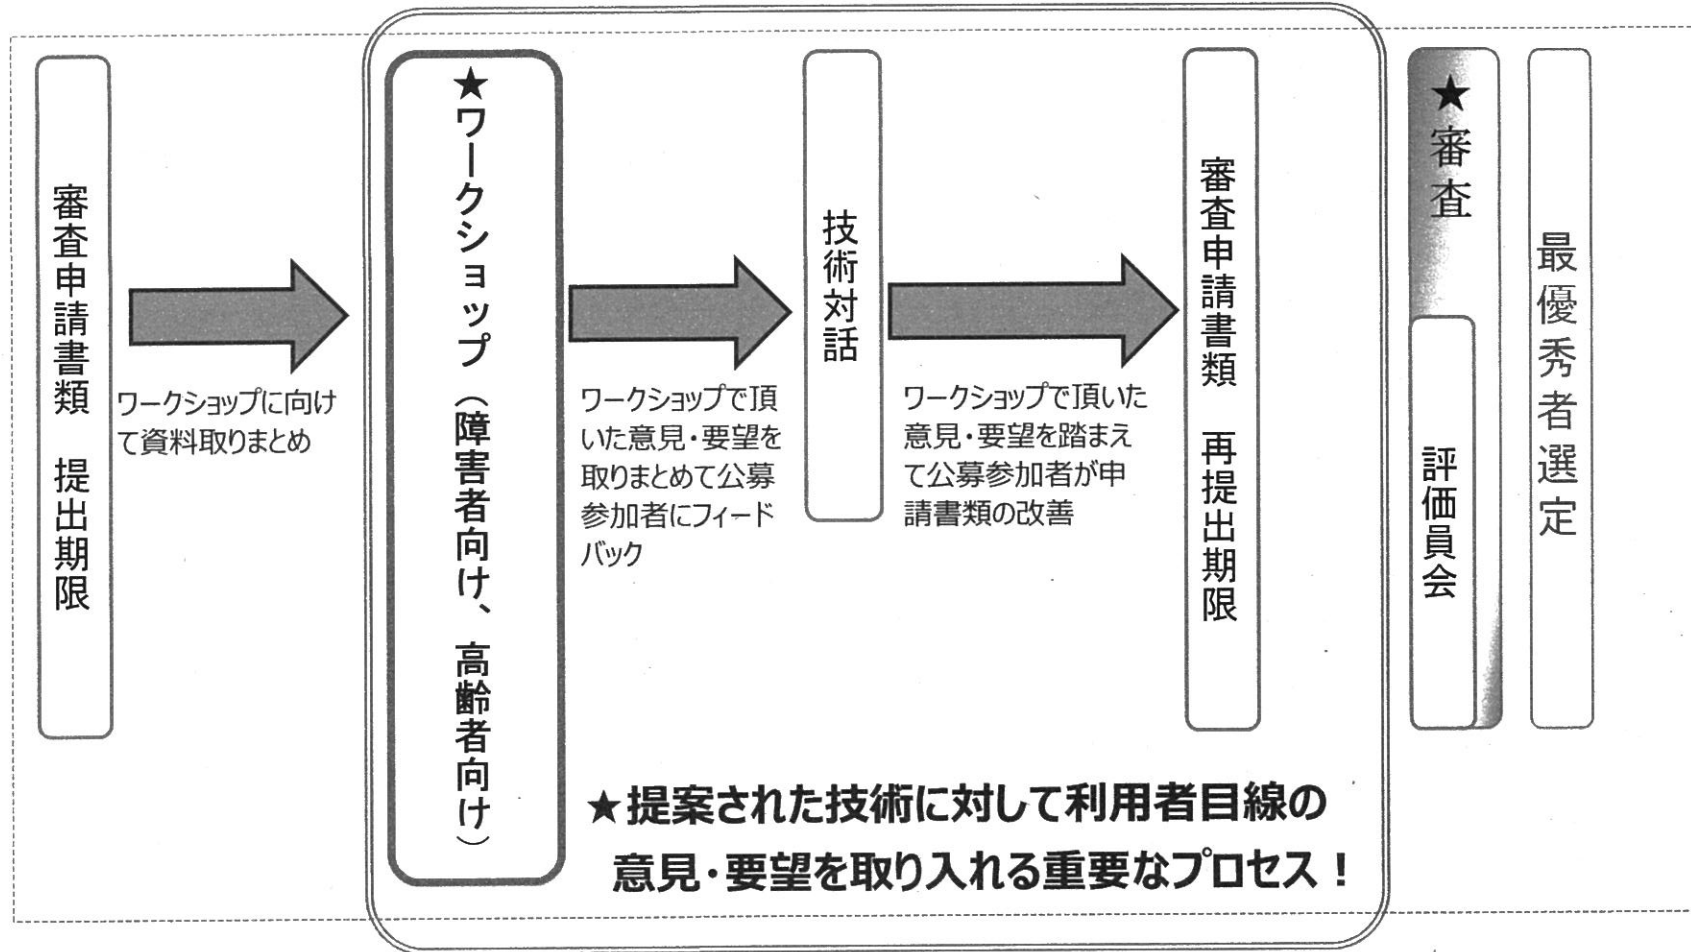 審査申請書類　提出期限
ワークショップに向け
て資料取りまとめ
★ワークショップ（障害者向け、高齢者向け）
ワークショップで頂
いた意見・要望を
取りまとめて公募
参加者にフィード
バック
技術対話
ワークショップで頂いた
意見・要望を踏まえ
て公募参加者が申
請書類の改善
審査申請書類　再提出期限
★審査
評価員会
最優秀者選定
★提案された技術に対して利用者目線の
意見・要望を取り入れる重要なプロセス！